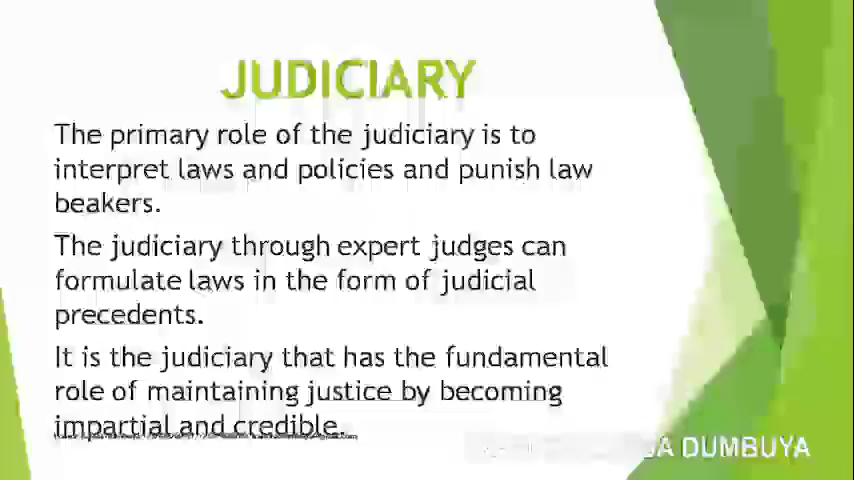 JUDICIARY
The primary role of the judiciary is to
interpret laws and policies and punish law
beakers.
The judiciary through expert judges can
formulate laws in the form of judicial
precedents.
It is the judiciary that has the fundamental
role of maintaining justice by becoming
impartial and credible.
DUMBUYA